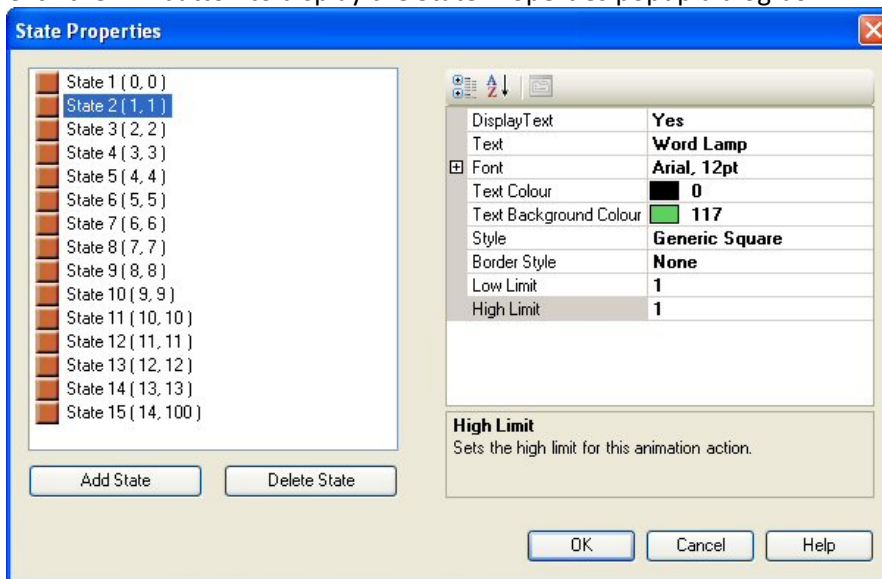 State Properties
State 1 ( 0, 0 )
State 2 ( 1, 1 )
State 3 ( 2, 2 )
State 4 ( 3, 3 )
State 5 ( 4, 4 )
State 6 ( 5, 5 )
State 7 ( 6, 6 )
State 8 ( 7, 7 )
State 9 ( 8, 8 )
State 10 ( 9, 9 )
State 11 ( 10, 10 )
State 12 ( 11, 11 )
State 13 ( 12, 12 )
State 14 ( 13, 13 )
State 15 ( 14, 100 )
Add State Delete State
DisplayText Yes
Text Word Lamp
Font Arial, 12pt
Text Colour 0
Text Background Colour 117
Style Generic Square
Border Style None
Low Limit 1
High Limit 1
High Limit
Sets the high limit for this animation action.
OK Cancel Help